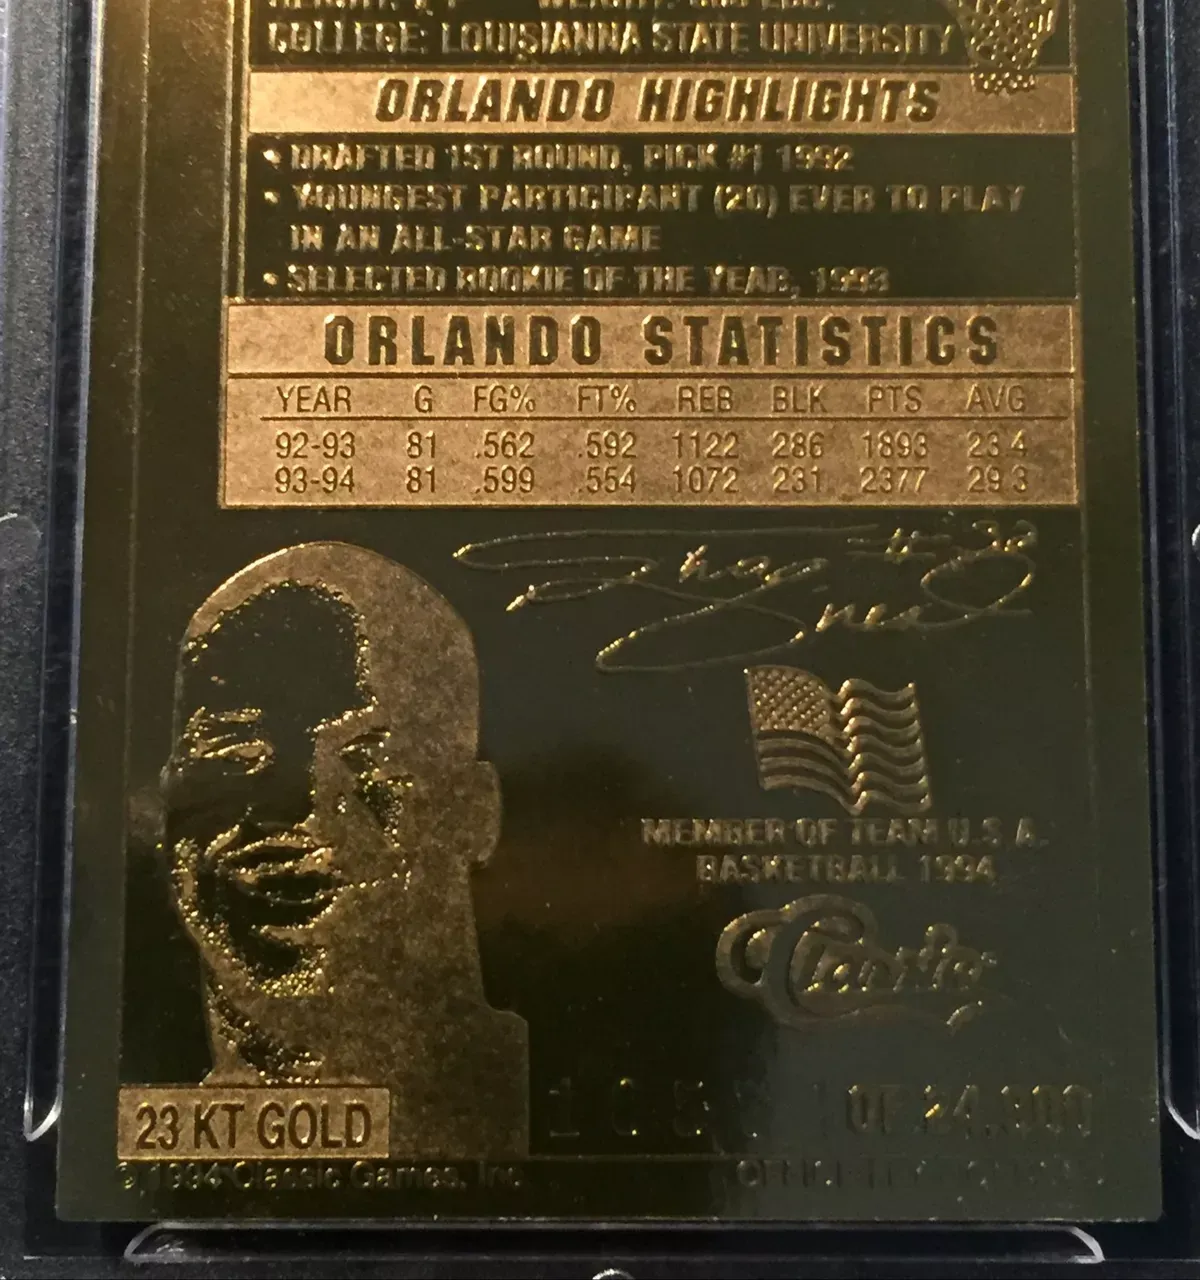 COLLEGE: LOUISIANNA STATE UNIVERSITY
ORLANDO HIGHLIGHTS
• DRAFTED 1ST ROUND, PICK #1 1992
• YOUNGEST PARTICIPANT (20) EVER TO PLAY
IN AN ALL-STAR GAME
• SELECTED ROOKIE OF THE YEAR, 1993
ORLANDO STATISTICS
YEAR G FG% FT% REB BLK PTS AVG
92-93 81 .562 .592 1122 286 1893 23.4
93-94 81 .599 .554 1072 231 2377 29.3
Shaq #32
MEMBER OF TEAM U.S.A.
BASKETBALL 1994
Classic
OF
23 KT GOLD
© 1994 Classic Games, Inc.